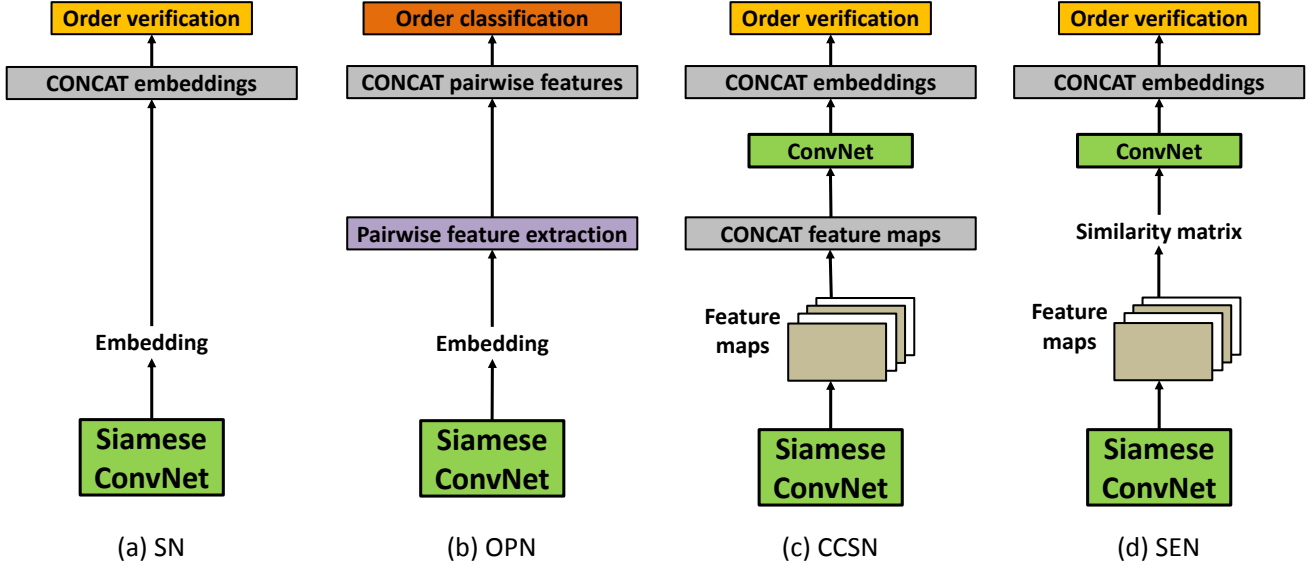 Order verification
CONCAT embeddings
Embedding
Siamese
ConvNet
(a) SN
Order classification
CONCAT pairwise features
Pairwise feature extraction
Embedding
Siamese
ConvNet
(b) OPN
Order verification
CONCAT embeddings
ConvNet
CONCAT feature maps
Feature
maps
Siamese
ConvNet
(c) CCSN
Order verification
CONCAT embeddings
ConvNet
Similarity matrix
Feature
maps
Siamese
ConvNet
(d) SEN